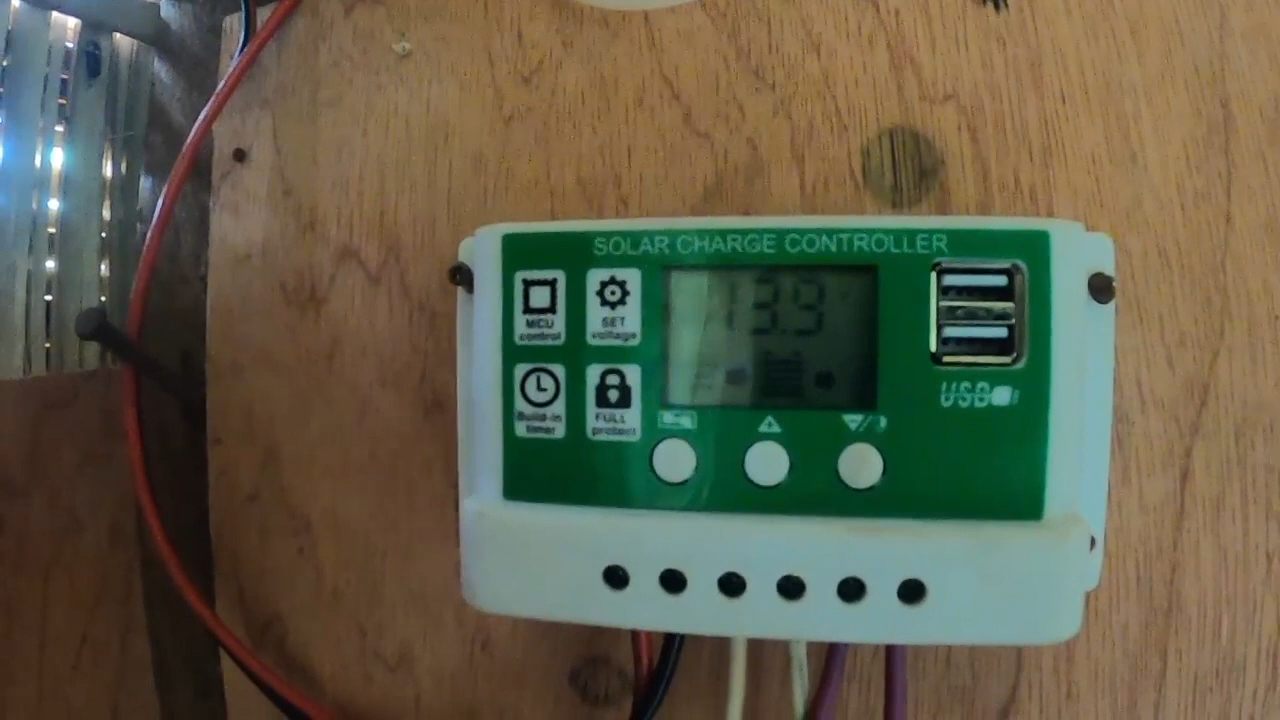 SOLAR CHARGE CONTROLLER
MCU
control
SET
voltage
13.9
Build-in
timer
FULL
protect
USB